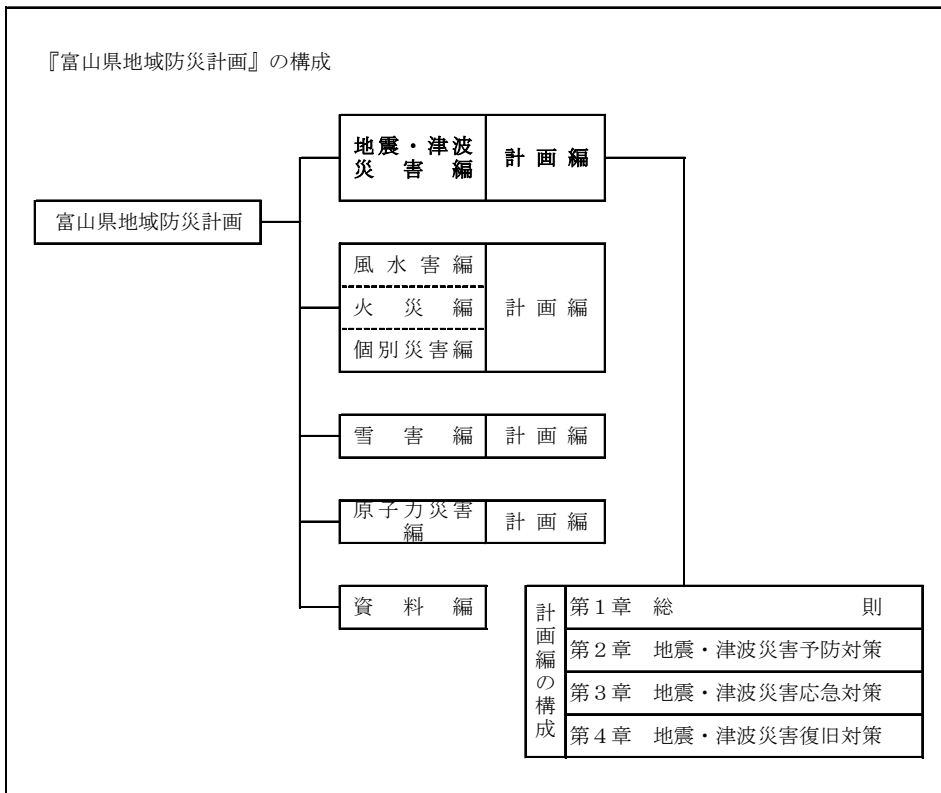 『富山県地域防災計画』の構成
地震・津波
災害編
計画編
富山県地域防災計画
風水害編
火災編
個別災害編
計画編
雪害編
計画編
原子力災害
編
計画編
資料編
計画編の構成
第1章 総則
第2章 地震・津波災害予防対策
第3章 地震・津波災害応急対策
第4章 地震・津波災害復旧対策